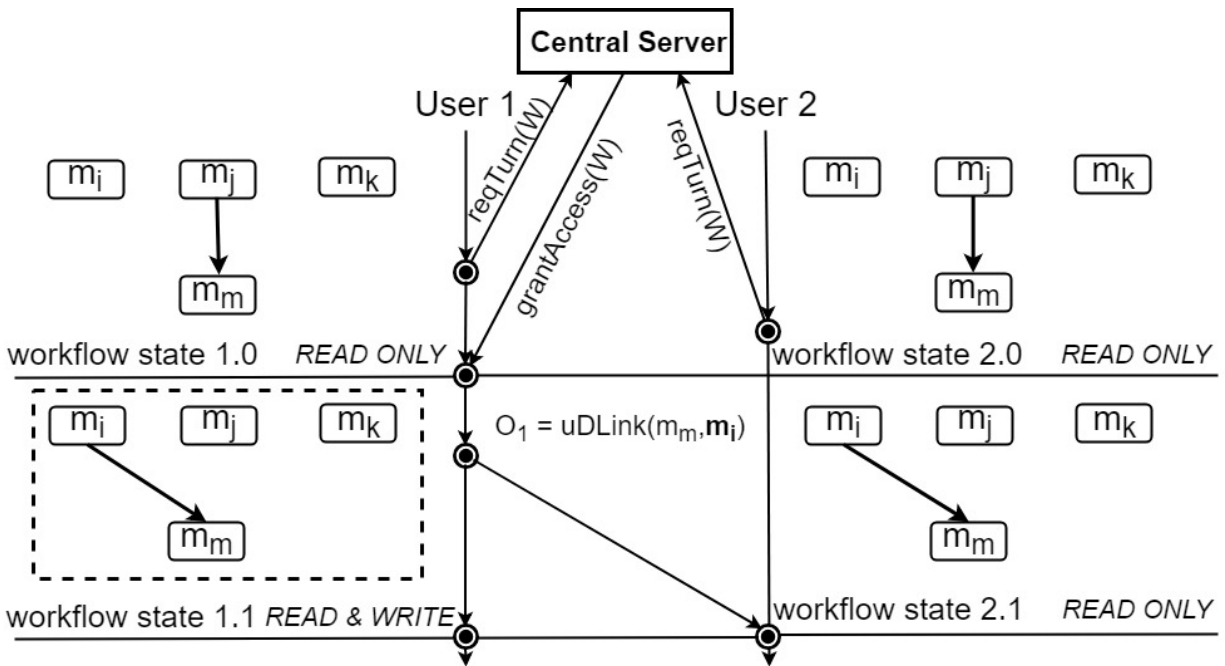 Central Server
User 1
User 2
reqTurn(W)
grantAccess(W)
reqTurn(W)
mi mj mk
mm
mi mj mk
mm
workflow state 1.0 READ ONLY
workflow state 2.0 READ ONLY
mi mj mk
mm
O1 = uDLink(mm,mi)
mi mj mk
mm
workflow state 1.1 READ & WRITE
workflow state 2.1 READ ONLY